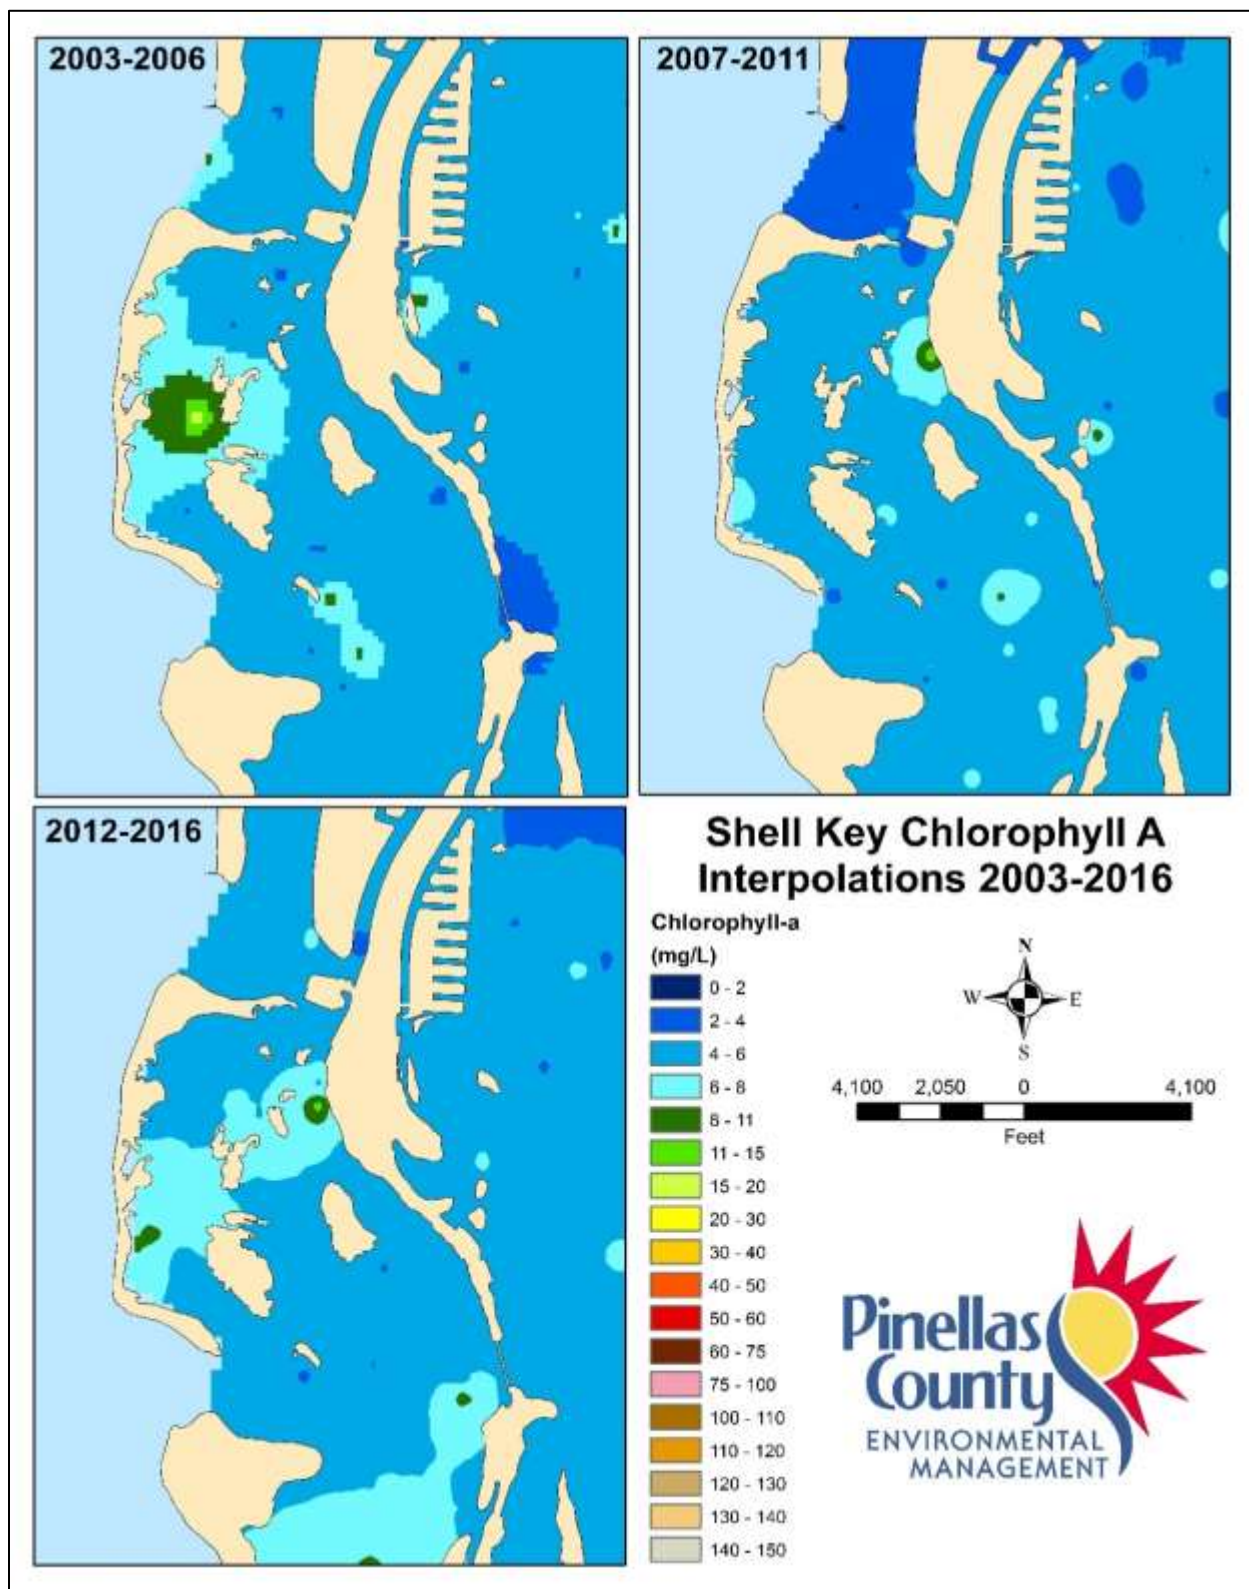 2003-2006
2007-2011
2012-2016
Shell Key Chlorophyll A
Interpolations 2003-2016
Chlorophyll-a
(mg/L)
0 - 2
2 - 4
4 - 6
6 - 8
8 - 11
11 - 15
15 - 20
20 - 30
30 - 40
40 - 50
50 - 60
60 - 75
75 - 100
100 - 110
110 - 120
120 - 130
130 - 140
140 - 150
N
W E
S
4,100 2,050 0 4,100
Feet
Pinellas
County
ENVIRONMENTAL
MANAGEMENT